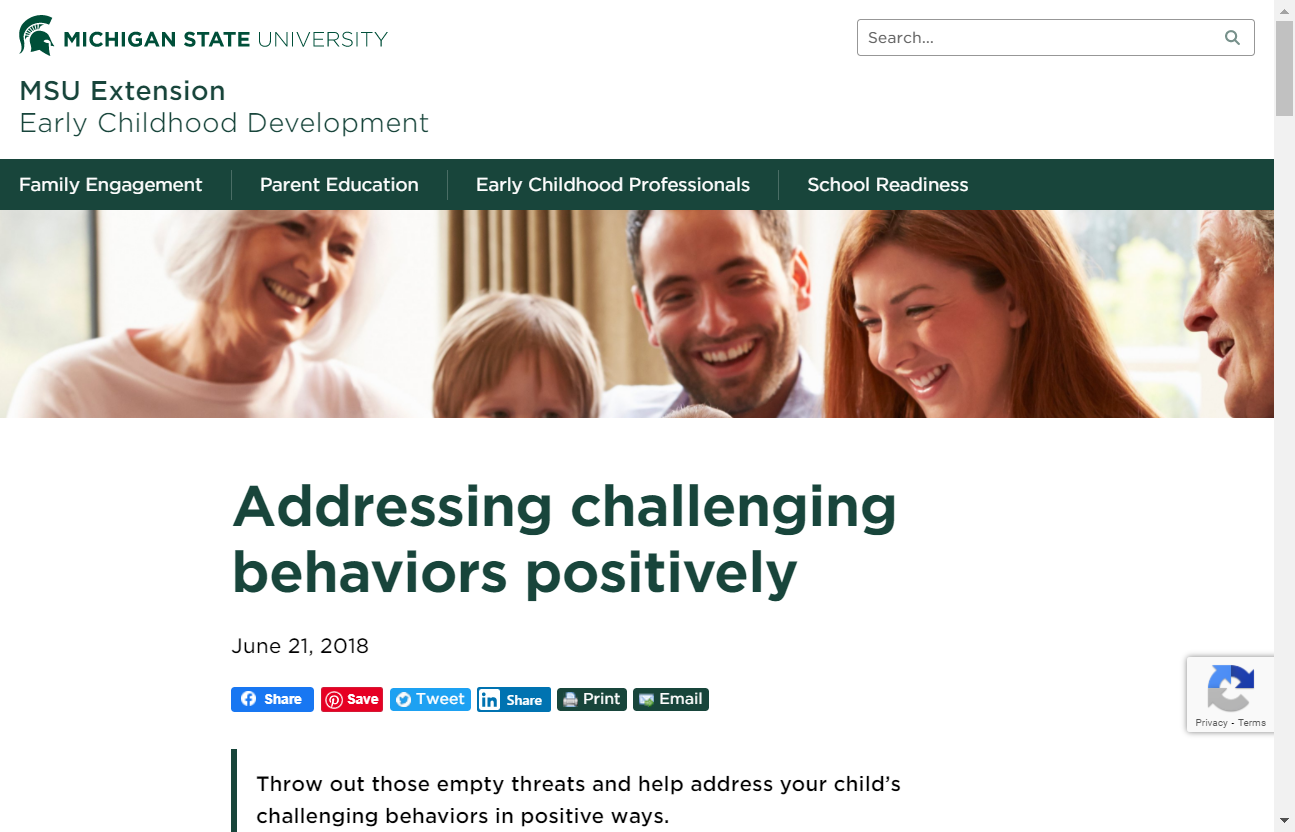 MICHIGAN STATE UNIVERSITY
Search...
MSU Extension
Early Childhood Development
Family Engagement
Parent Education
Early Childhood Professionals
School Readiness
Addressing challenging
behaviors positively
June 21, 2018
Share
Save
Tweet
in Share
Print
Email
Privacy - Terms
Throw out those empty threats and help address your child’s
challenging behaviors in positive ways.